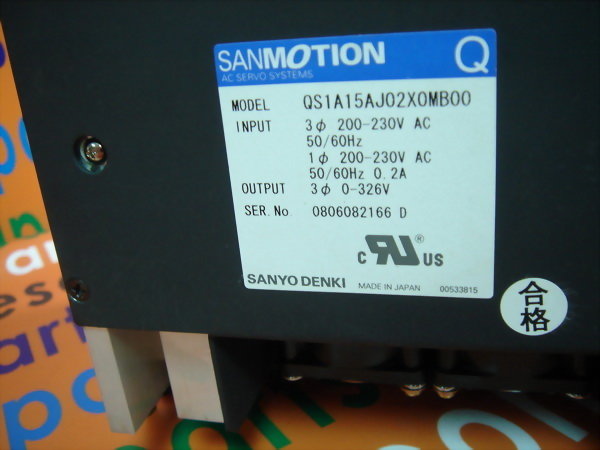 SANMOTION Q
AC SERVO SYSTEMS
MODEL QS1A15AJ02X0MB00
INPUT 3φ 200-230V AC
50/60Hz
1φ 200-230V AC
50/60Hz 0.2A
OUTPUT 3φ 0-326V
SER.No. 0806082166 D
c RU ® US
SANYO DENKI MADE IN JAPAN 00533815
合格